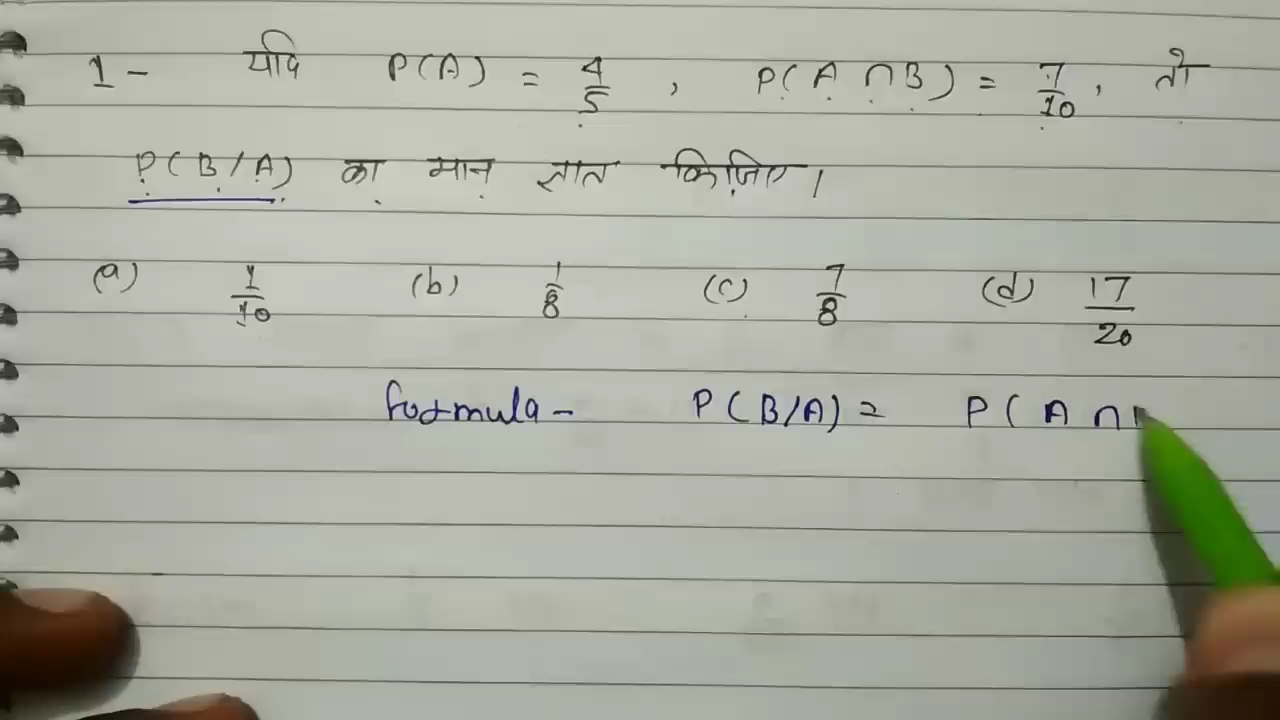 1- यदि P(A) = 4/5 , P(A ∩ B) = 7/10 , तो
P(B/A) का मान ज्ञात किजिए।
(a) 1/10 (b) 1/8 (c) 7/8 (d) 17/20
formula - P(B/A) = P(A ∩